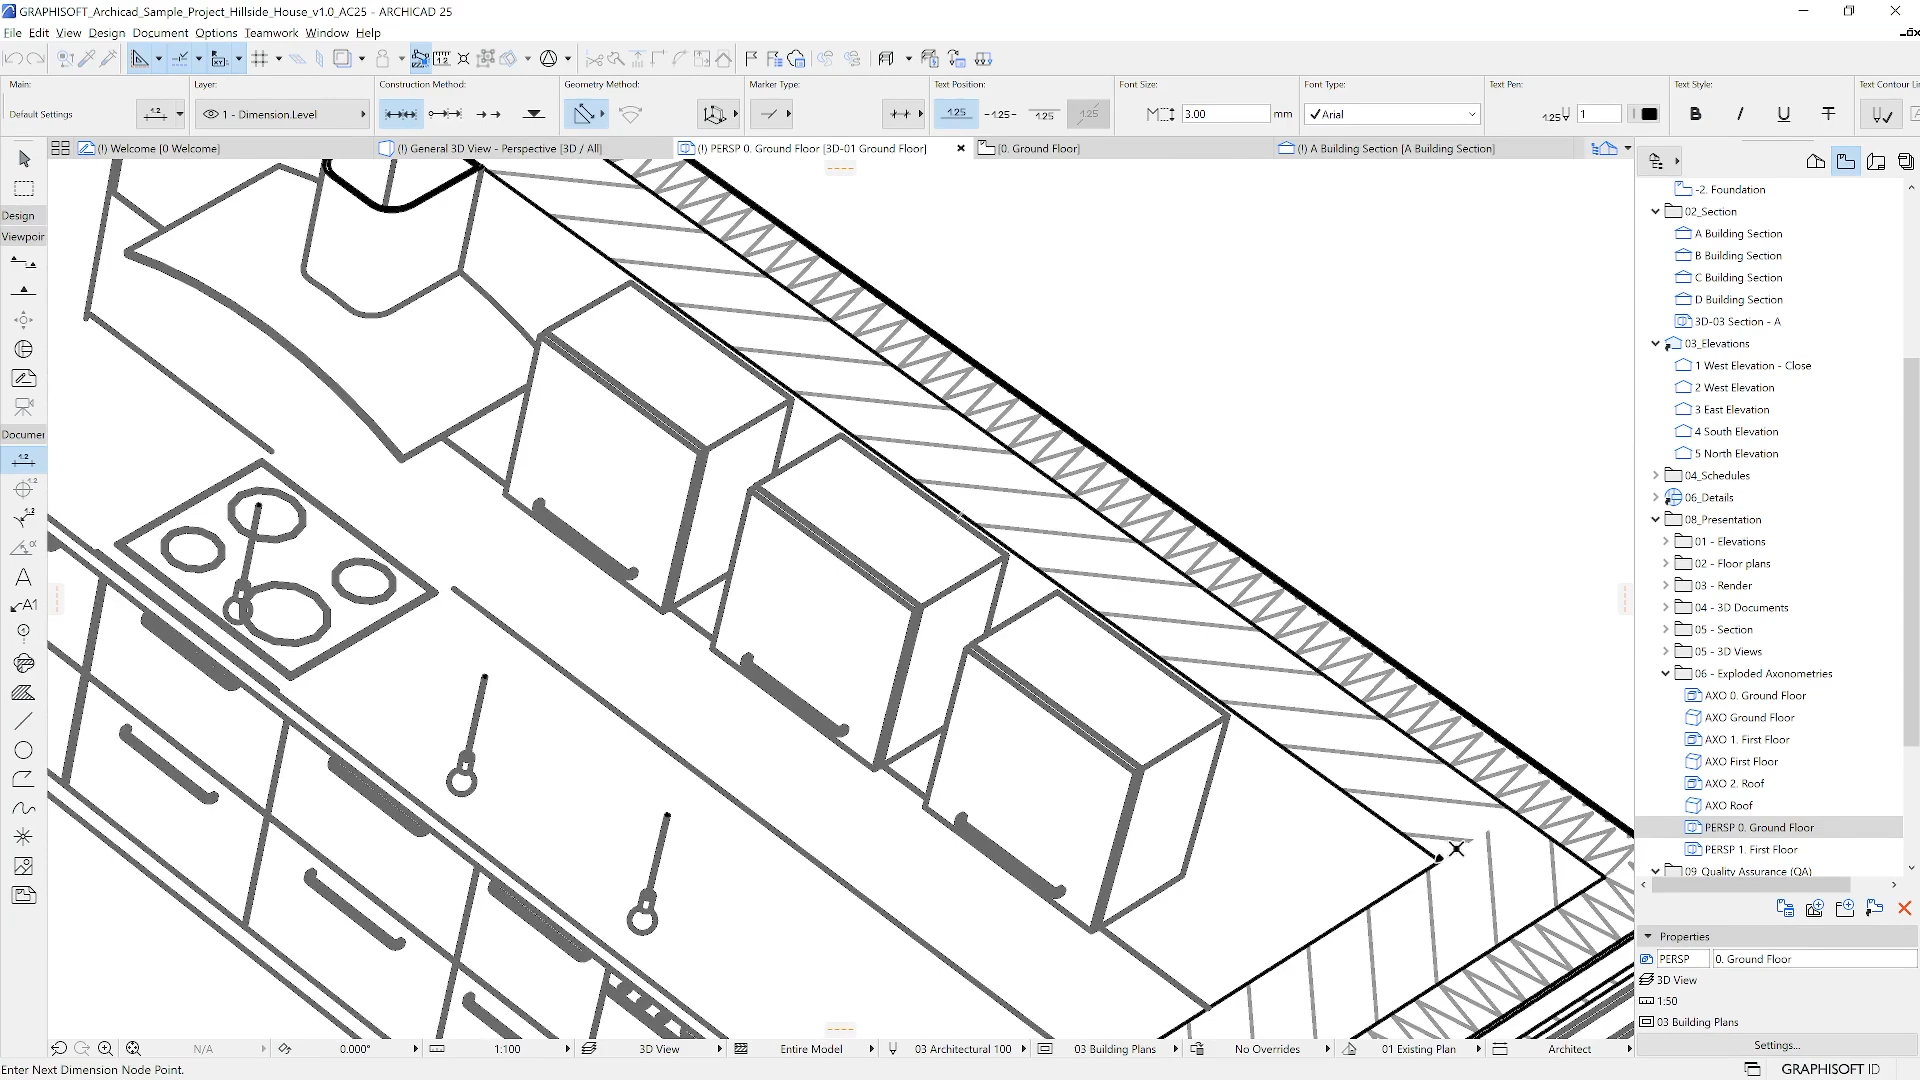 GRAPHISOFT_Archicad_Sample_Project_Hillside_House_v1.0_AC25 - ARCHICAD 25
File Edit View Design Document Options Teamwork Window Help
Main: Layer: Construction Method: Geometry Method: Marker Type: Text Position: Font Size: Font Type: Text Pen: Text Style: Text Contour Li
Default Settings 1 - Dimension.Level 3.00 mm Arial 1
(!) Welcome [0 Welcome] (!) General 3D View - Perspective [3D / All] (!) PERSP 0. Ground Floor [3D-01 Ground Floor] [0. Ground Floor] (!) A Building Section [A Building Section]
Design
Viewpoir
Documer
-2. Foundation
02_Section
A Building Section
B Building Section
C Building Section
D Building Section
3D-03 Section - A
03_Elevations
1 West Elevation - Close
2 West Elevation
3 East Elevation
4 South Elevation
5 North Elevation
04_Schedules
06_Details
08_Presentation
01 - Elevations
02 - Floor plans
03 - Render
04 - 3D Documents
05 - Section
05 - 3D Views
06 - Exploded Axonometries
AXO 0. Ground Floor
AXO Ground Floor
AXO 1. First Floor
AXO First Floor
AXO 2. Roof
AXO Roof
PERSP 0. Ground Floor
PERSP 1. First Floor
09_Quality Assurance (QA)
Properties
PERSP 0. Ground Floor
3D View
1:50
03 Building Plans
Settings...
N/A 0.000° 1:100 3D View Entire Model 03 Architectural 100 03 Building Plans No Overrides 01 Existing Plan Architect
Enter Next Dimension Node Point. GRAPHISOFT ID